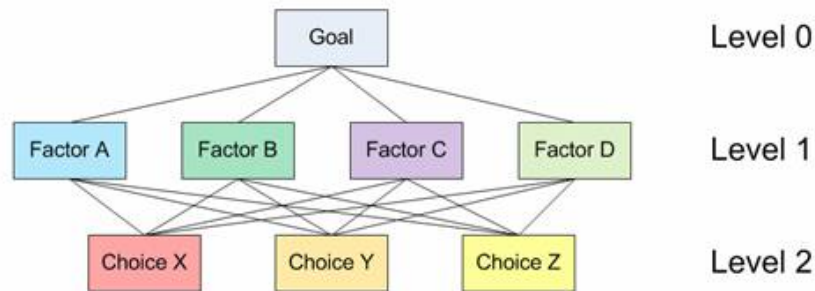 Goal Level 0
Factor A Factor B Factor C Factor D Level 1
Choice X Choice Y Choice Z Level 2